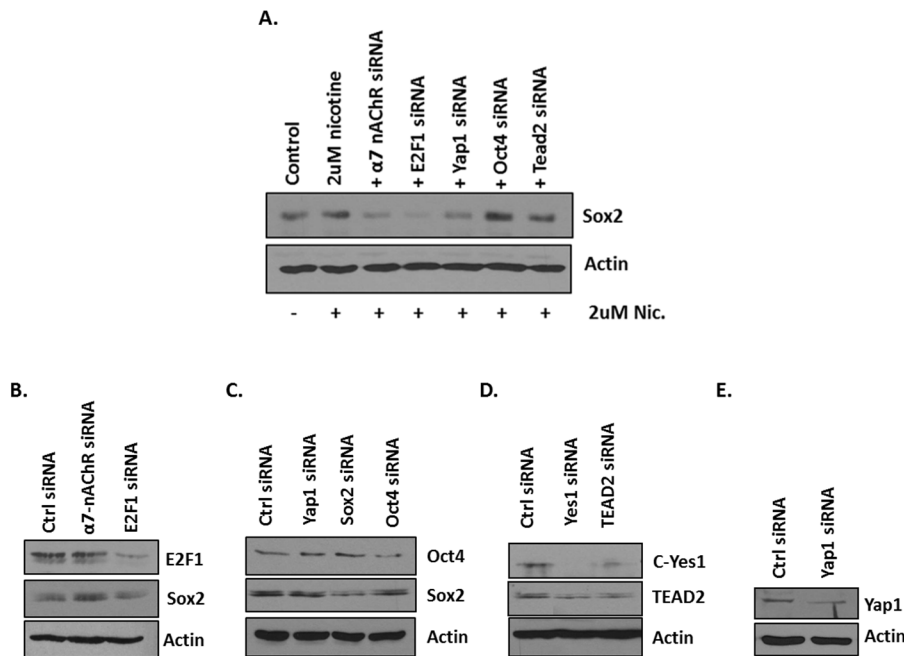 A.
Control
2uM nicotine
+ α7 nAChR siRNA
+ E2F1 siRNA
+ Yap1 siRNA
+ Oct4 siRNA
+ Tead2 siRNA
Sox2
Actin
- + + + + + + 2uM Nic.
B.
Ctrl siRNA
α7-nAChR siRNA
E2F1 siRNA
E2F1
Sox2
Actin
C.
Ctrl siRNA
Yap1 siRNA
Sox2 siRNA
Oct4 siRNA
Oct4
Sox2
Actin
D.
Ctrl siRNA
Yes1 siRNA
TEAD2 siRNA
C-Yes1
TEAD2
Actin
E.
Ctrl siRNA
Yap1 siRNA
Yap1
Actin